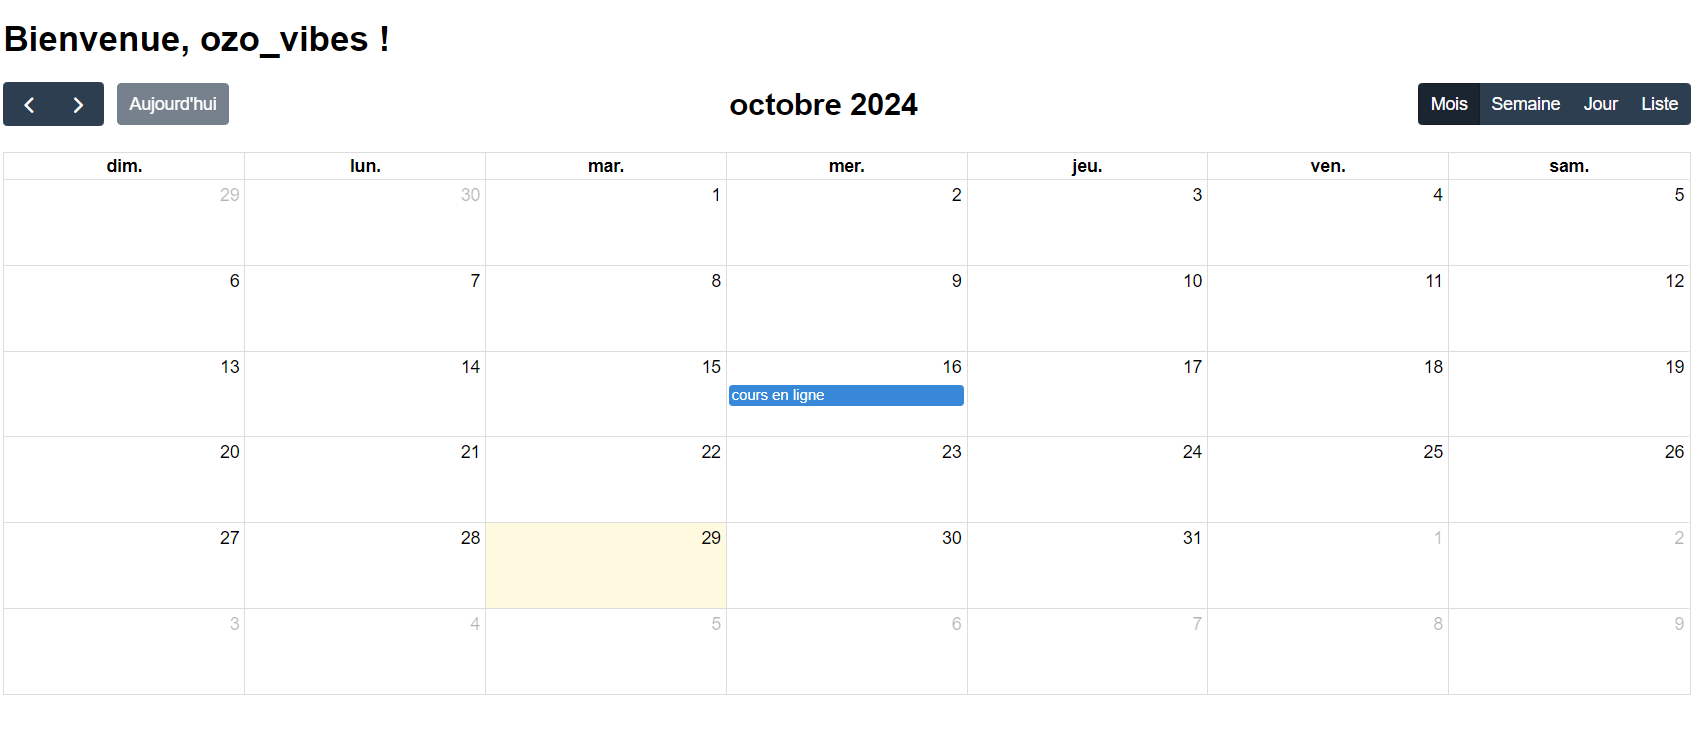 Bienvenue, ozo_vibes !
Aujourd'hui
octobre 2024
Mois Semaine Jour Liste
dim. lun. mar. mer. jeu. ven. sam.
29 30 1 2 3 4 5
6 7 8 9 10 11 12
13 14 15 16 17 18 19
cours en ligne
20 21 22 23 24 25 26
27 28 29 30 31 1 2
3 4 5 6 7 8 9